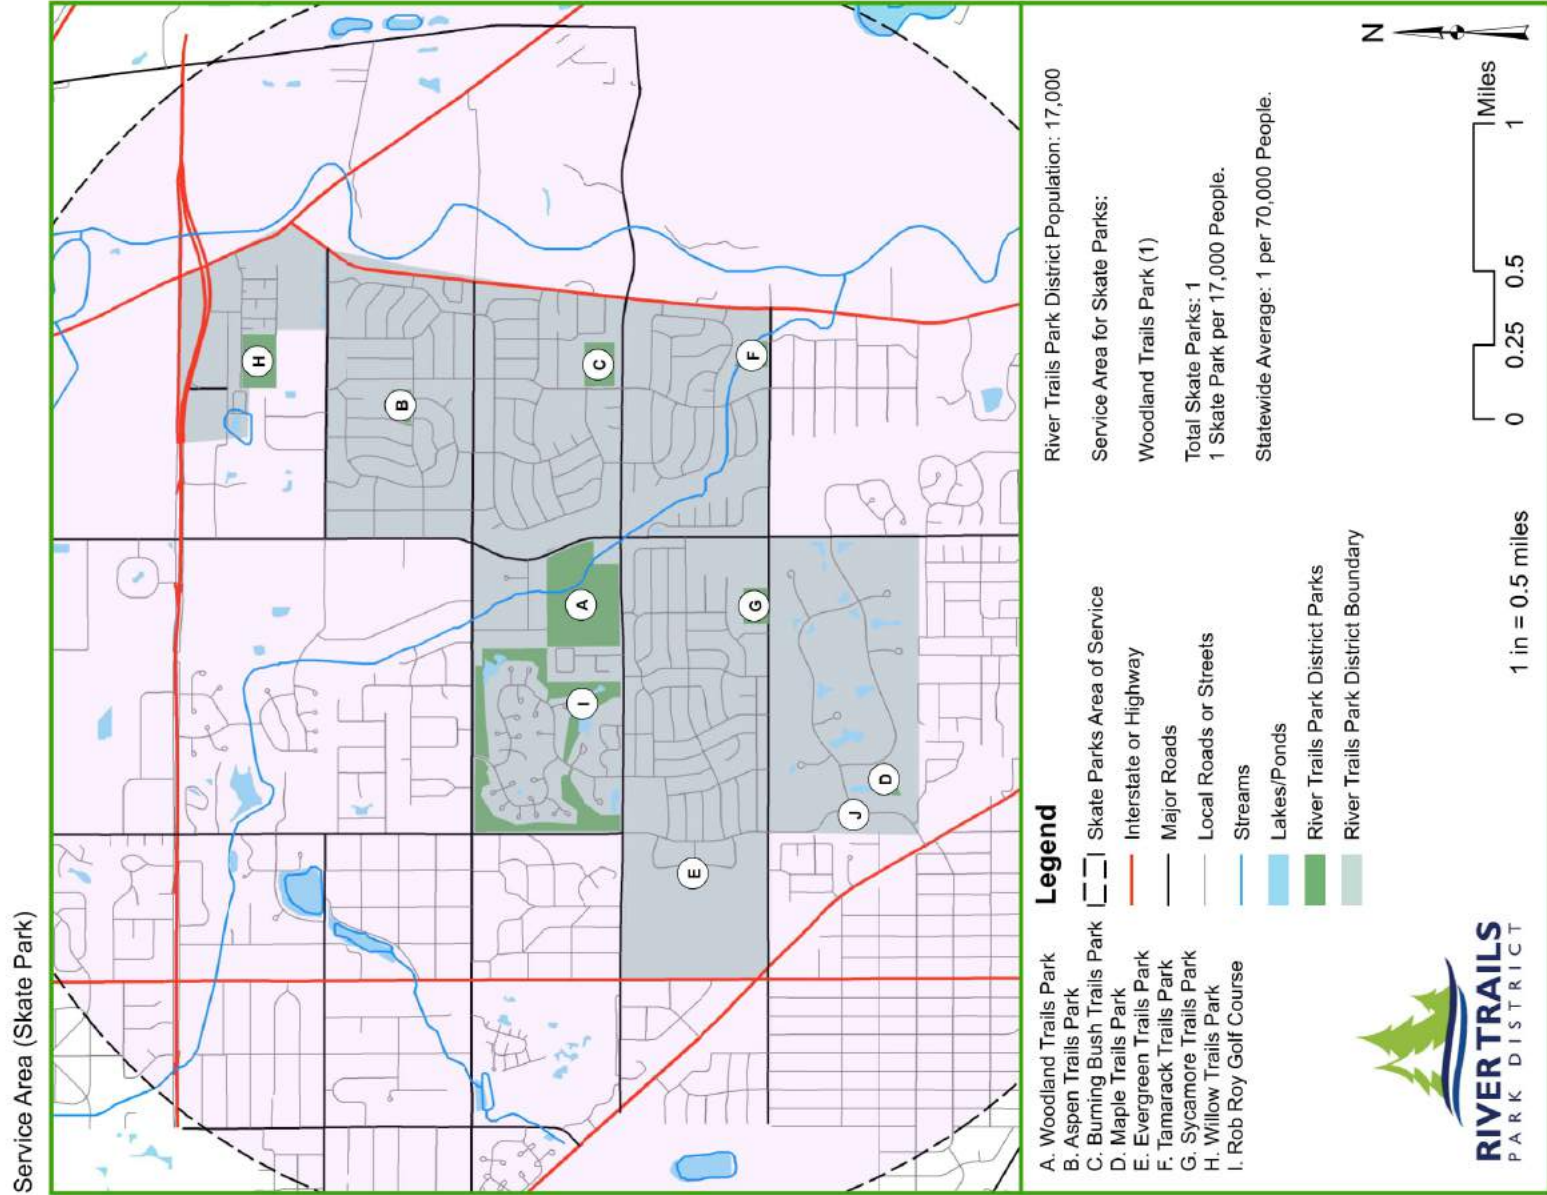 Service Area (Skate Park)
H
B
C
F
A
G
I
D
J
E
A. Woodland Trails Park
B. Aspen Trails Park
C. Burning Bush Trails Park
D. Maple Trails Park
E. Evergreen Trails Park
F. Tamarack Trails Park
G. Sycamore Trails Park
H. Willow Trails Park
I. Rob Roy Golf Course
Legend
Skate Parks Area of Service
Interstate or Highway
Major Roads
Local Roads or Streets
Streams
Lakes/Ponds
River Trails Park District Parks
River Trails Park District Boundary
River Trails Park District Population: 17,000
Service Area for Skate Parks:
Woodland Trails Park (1)
Total Skate Parks: 1
1 Skate Park per 17,000 People.
Statewide Average: 1 per 70,000 People.
N
Miles
0 0.25 0.5 1
1 in = 0.5 miles
RIVER TRAILS
PARK DISTRICT